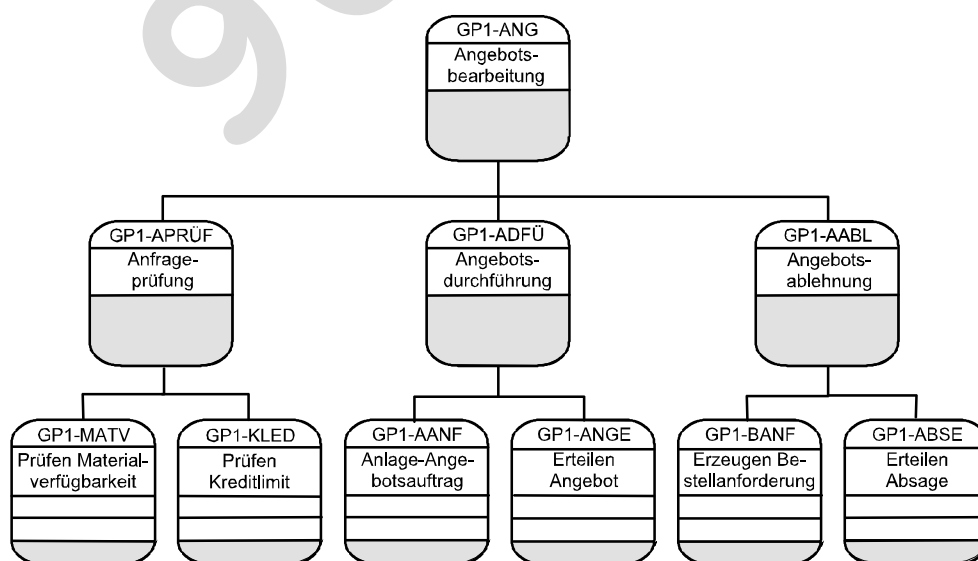 GP1-ANG
Angebots-
bearbeitung
GP1-APRÜF
Anfrage-
prüfung
GP1-ADFÜ
Angebots-
durchführung
GP1-AABL
Angebots-
ablehnung
GP1-MATV
Prüfen Material-
verfügbarkeit
GP1-KLED
Prüfen
Kreditlimit
GP1-AANF
Anlage-Ange-
botsauftrag
GP1-ANGE
Erteilen
Angebot
GP1-BANF
Erzeugen Be-
stellanforderung
GP1-ABSE
Erteilen
Absage